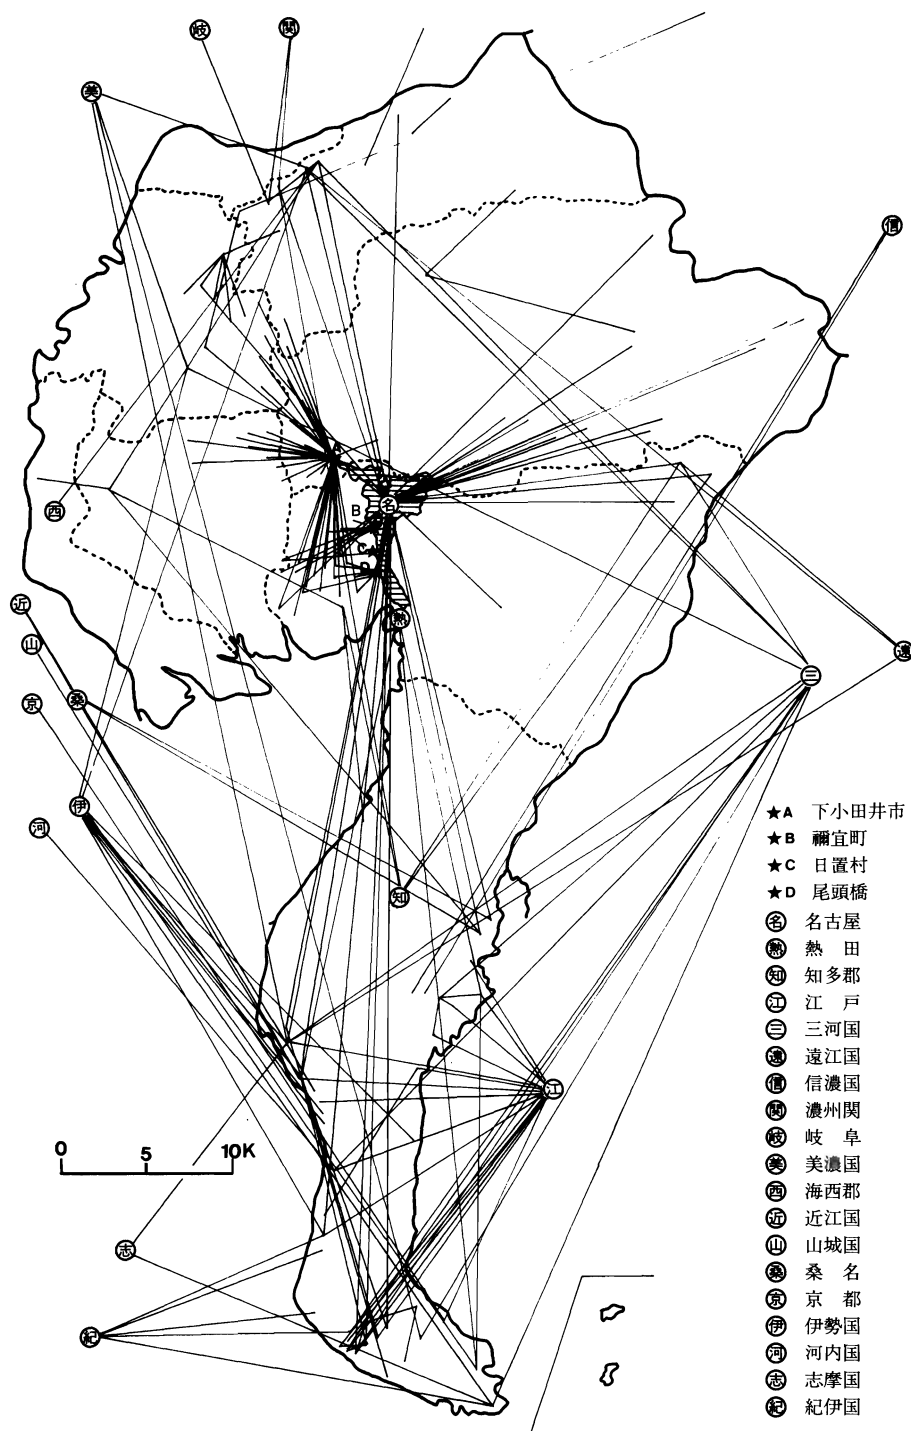 岐 関
美
信
西
A
B 名
C
D
熱
近
山
京 桑
三 遠
伊
河
知
江
0 5 10K
志
紀
★A 下小田井市
★B 禰宜町
★C 日置村
★D 尾頭橋
名 名古屋
熱 熱 田
知 知多郡
江 江 戸
三 三河国
遠 遠江国
信 信濃国
関 濃州関
岐 岐 阜
美 美濃国
西 海西郡
近 近江国
山 山城国
桑 桑 名
京 京 都
伊 伊勢国
河 河内国
志 志摩国
紀 紀伊国